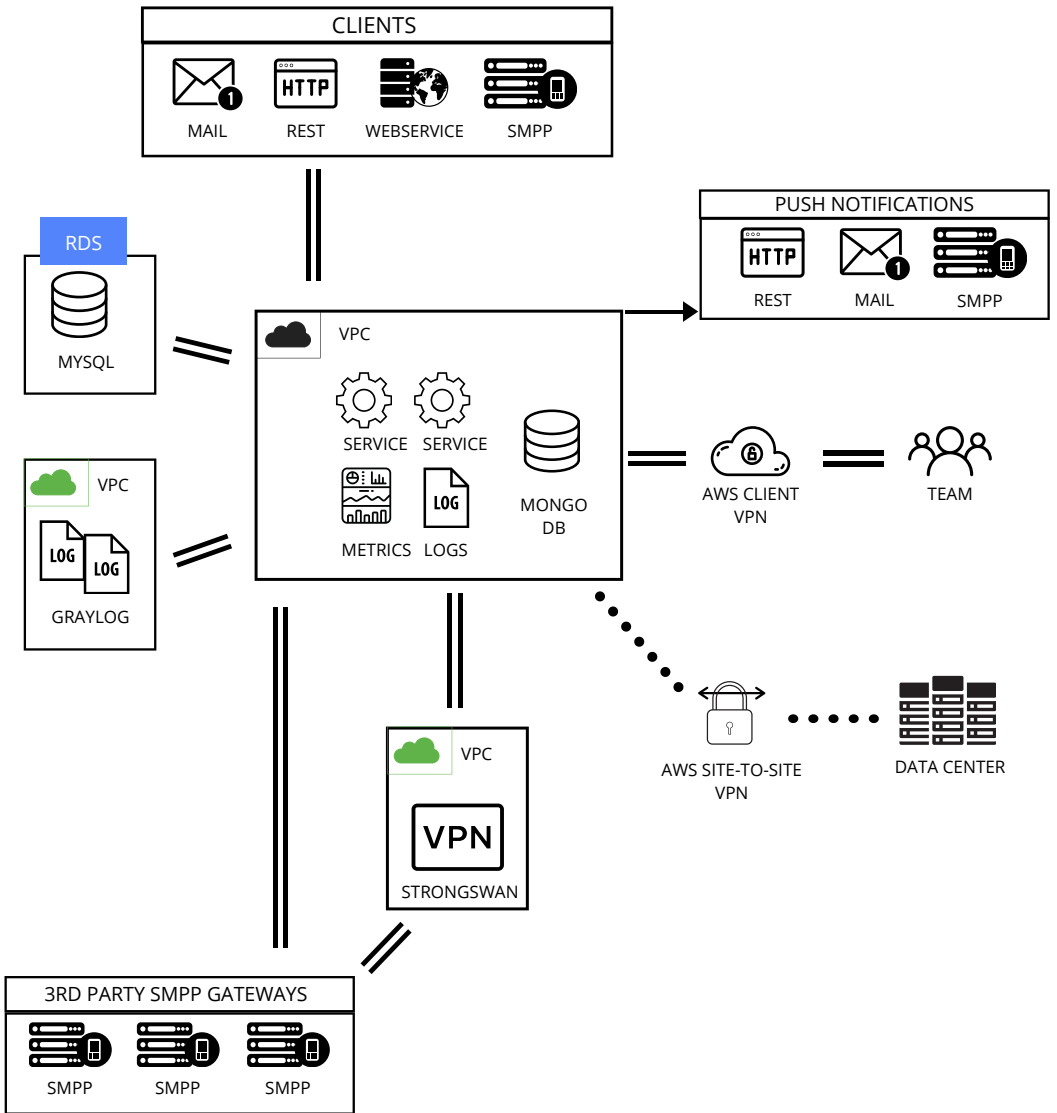 CLIENTS
1
HTTP
MAIL
REST
WEBSERVICE
SMPP
PUSH NOTIFICATIONS
HTTP
1
REST
MAIL
SMPP
RDS
MYSQL
VPC
SERVICE
SERVICE
LOG
METRICS
LOGS
MONGO
DB
AWS CLIENT
VPN
TEAM
VPC
LOG
LOG
GRAYLOG
AWS SITE-TO-SITE
VPN
DATA CENTER
VPC
VPN
STRONGSWAN
3RD PARTY SMPP GATEWAYS
SMPP
SMPP
SMPP